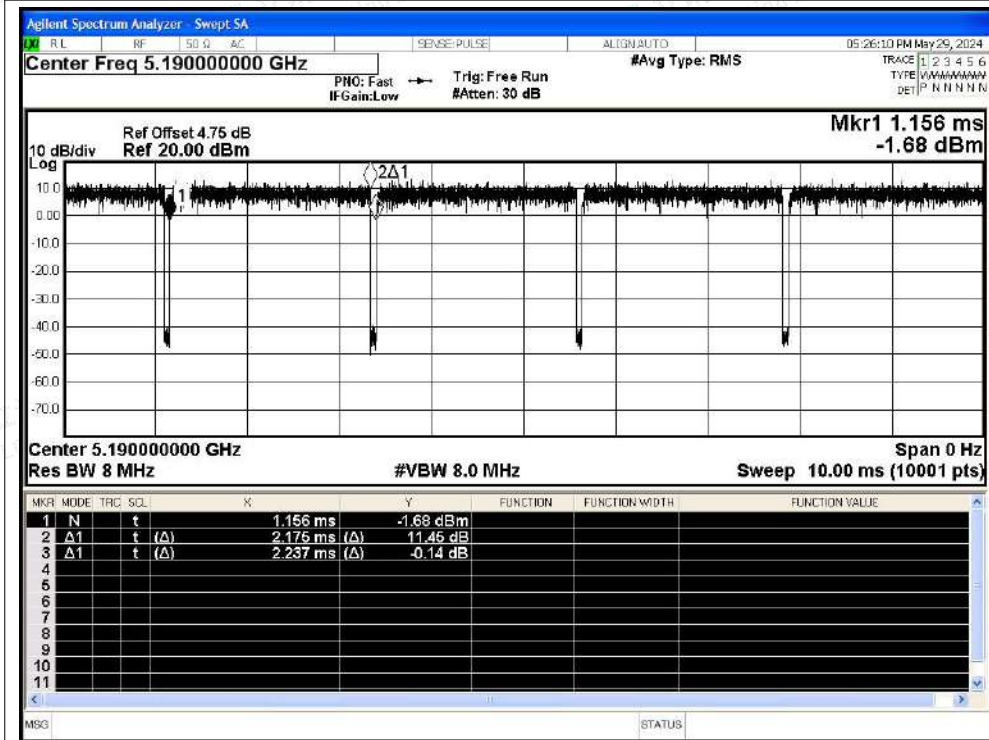 Agilent Spectrum Analyzer - Swept SA
LXI RL RF 50 Ω AC SENSE:PULSE ALIGN AUTO 05:26:10 PM May 29, 2024
Center Freq 5.190000000 GHz #Avg Type: RMS TRACE 1 2 3 4 5 6
PNO: Fast Trig: Free Run TYPE
IFGain:Low #Atten: 30 dB DET P N N N N N
Mkr1 1.156 ms
Ref Offset 4.75 dB
10 dB/div Ref 20.00 dBm -1.68 dBm
Log
2Δ1
10.0
1
0.00
-10.0
-20.0
-30.0
-40.0
-50.0
-60.0
-70.0
Center 5.190000000 GHz Span 0 Hz
Res BW 8 MHz #VBW 8.0 MHz Sweep 10.00 ms (10001 pts)
MKR MODE TRC SCL X Y FUNCTION FUNCTION WIDTH FUNCTION VALUE
1 N t 1.156 ms -1.68 dBm
2 Δ1 t (Δ) 2.175 ms (Δ) 11.45 dB
3 Δ1 t (Δ) 2.237 ms (Δ) -0.14 dB
4
5
6
7
8
9
10
11
MSG STATUS